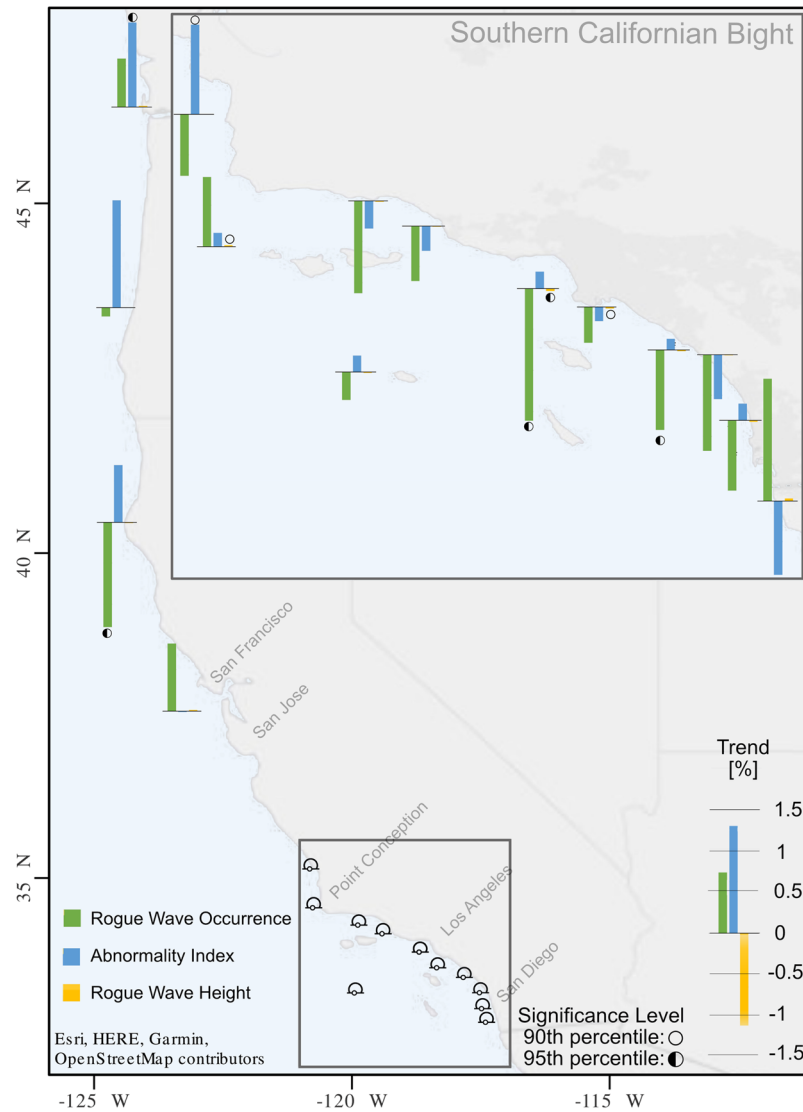 Southern Californian Bight
45 N
40 N
35 N
San Francisco
San Jose
Point Conception
Los Angeles
San Diego
Trend
[%]
1.5
1
0.5
0
-0.5
-1
-1.5
Rogue Wave Occurrence
Abnormality Index
Rogue Wave Height
Significance Level
90th percentile:
95th percentile:
Esri, HERE, Garmin,
OpenStreetMap contributors
-125 W
-120 W
-115 W